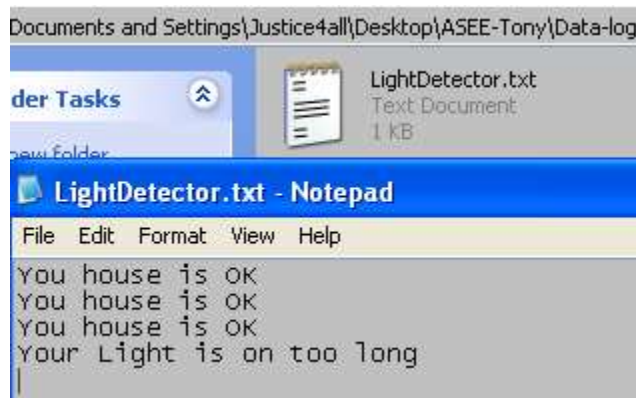 Documents and Settings\Justice4all\Desktop\ASEE-Tony\Data-log
der Tasks
LightDetector.txt
Text Document
1 KB
new folder
LightDetector.txt - Notepad
File Edit Format View Help
You house is OK
You house is OK
You house is OK
Your Light is on too long